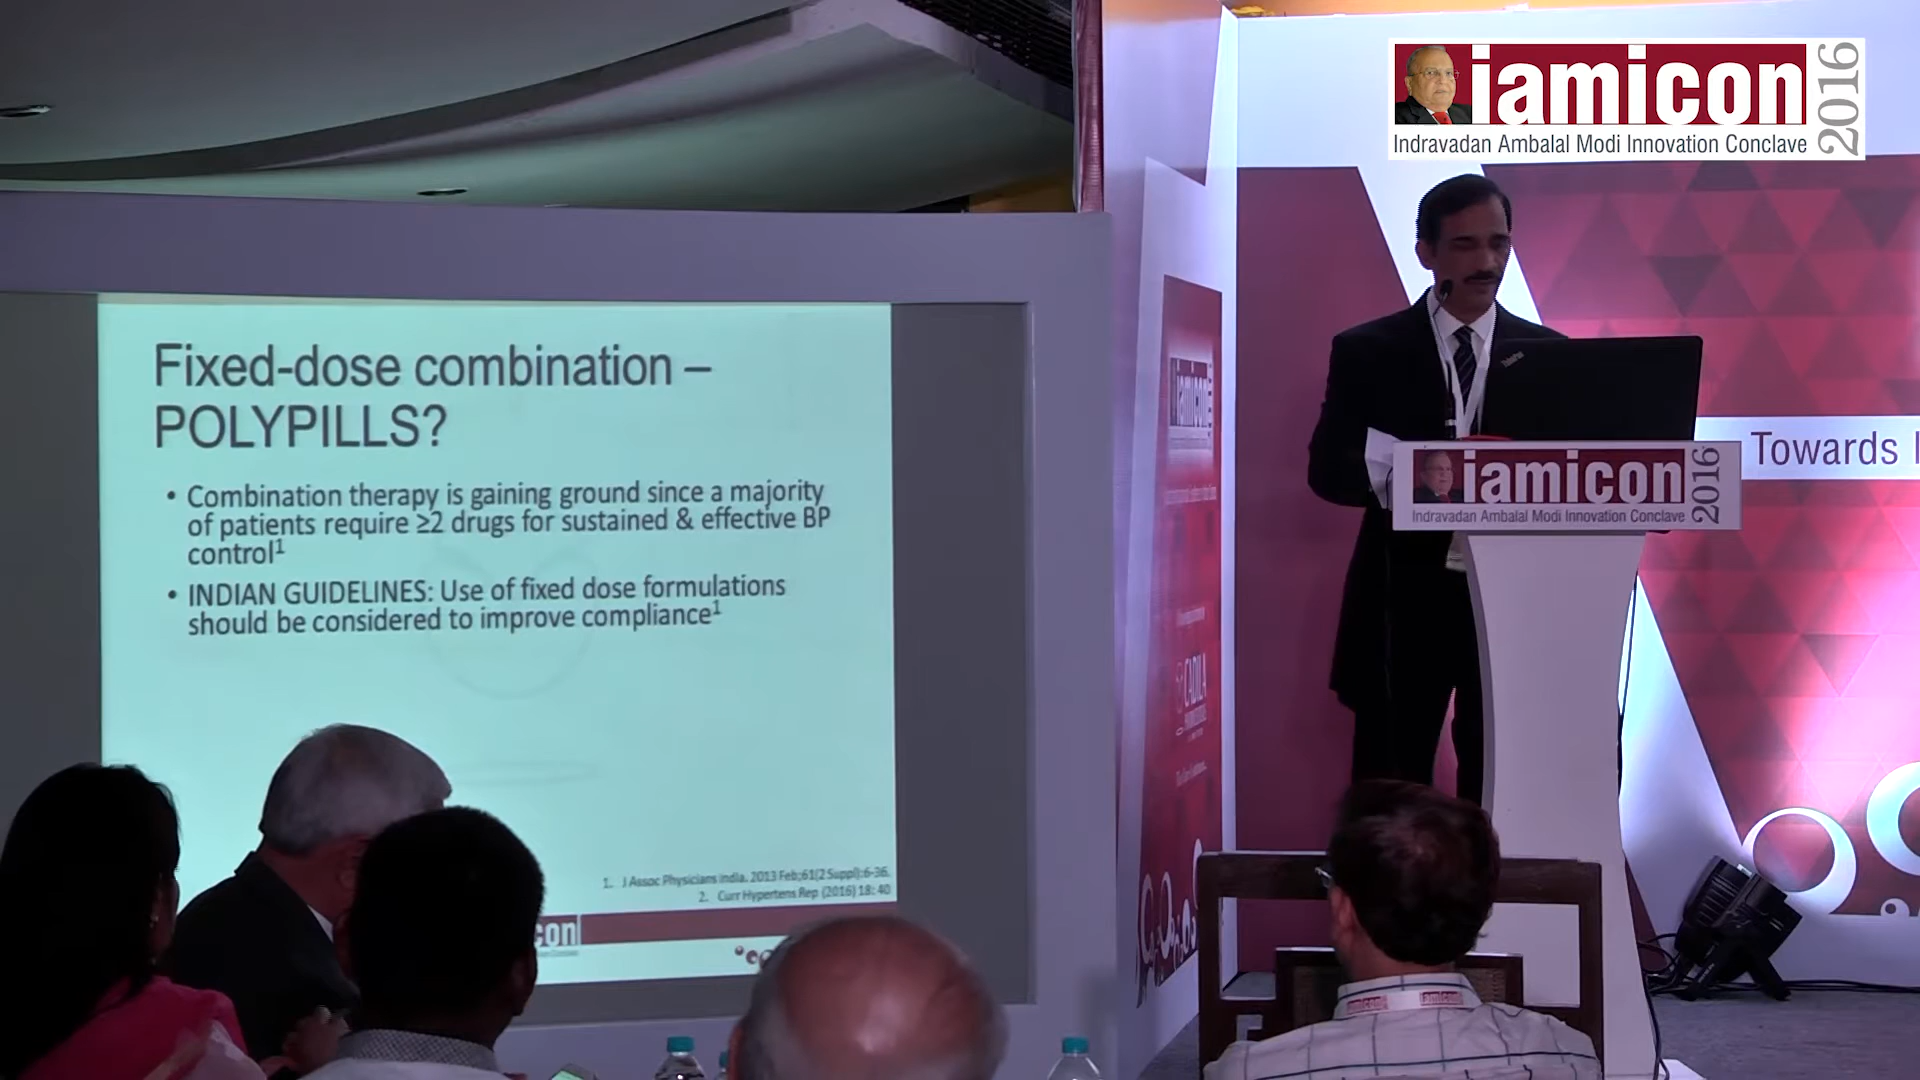 iamicon
2016
Indravadan Ambalal Modi Innovation Conclave
Fixed-dose combination –
POLYPILLS?
• Combination therapy is gaining ground since a majority
of patients require ≥2 drugs for sustained & effective BP
control1
• INDIAN GUIDELINES: Use of fixed dose formulations
should be considered to improve compliance1
1. J Assoc Physicians India. 2013 Feb;61(2 Suppl):6-36.
2. Curr Hypertens Rep (2016) 18: 40
con
iamicon
CADILA
Towards I
iamicon
2016
Indravadan Ambalal Modi Innovation Conclave